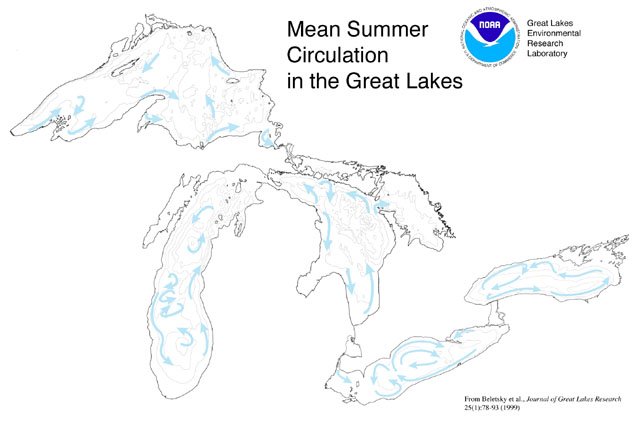 Mean Summer
Circulation
in the Great Lakes
NOAA
NATIONAL OCEANIC AND ATMOSPHERIC ADMINISTRATION
U.S. DEPARTMENT OF COMMERCE
Great Lakes
Environmental
Research
Laboratory
From Beletsky et al., Journal of Great Lakes Research
25(1):78-93 (1999)